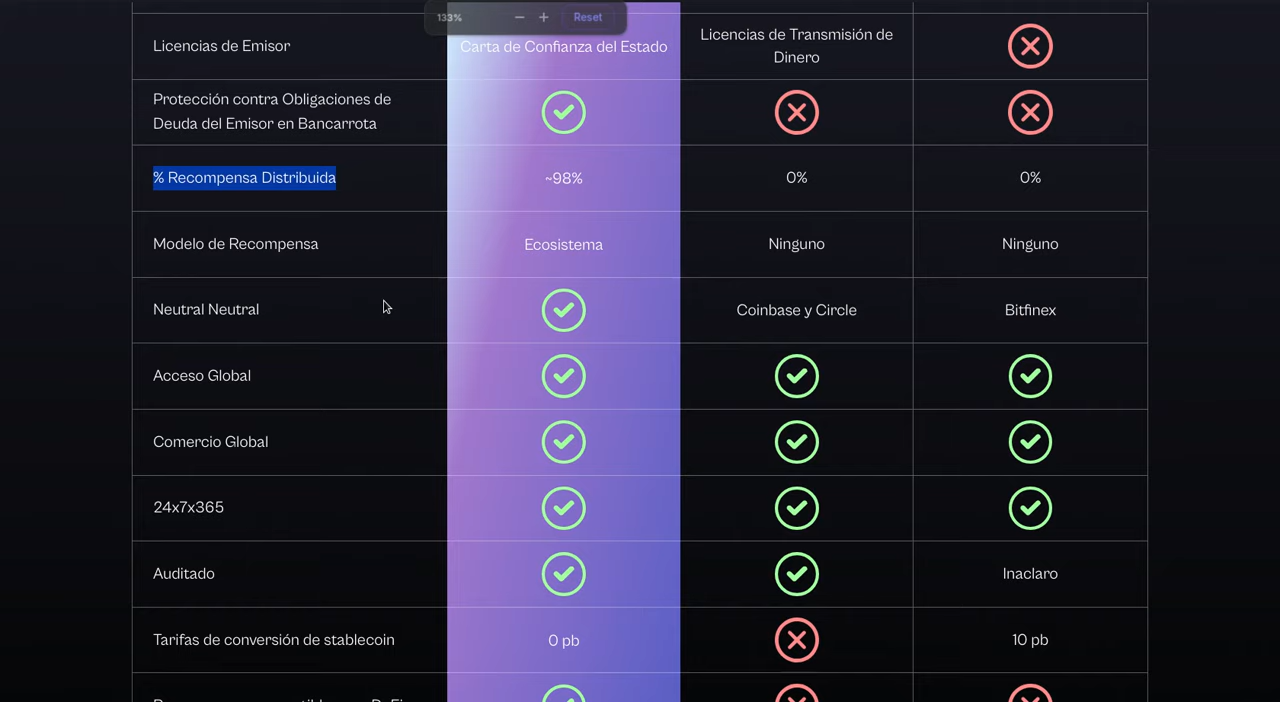 133% − + Reset
Licencias de Emisor
Carta de Confianza del Estado
Licencias de Transmisión de
Dinero
Protección contra Obligaciones de
Deuda del Emisor en Bancarrota
% Recompensa Distribuida ~98% 0% 0%
Modelo de Recompensa Ecosistema Ninguno Ninguno
Neutral Neutral Coinbase y Circle Bitfinex
Acceso Global
Comercio Global
24x7x365
Auditado Inaclaro
Tarifas de conversión de stablecoin 0 pb 10 pb